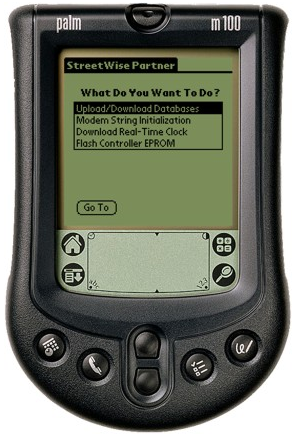 palm m100
StreetWise Partner
What Do You Want To Do?
Upload/Download Databases
Modem String Initialization
Download Real-Time Clock
Flash Controller EPROM
Go To